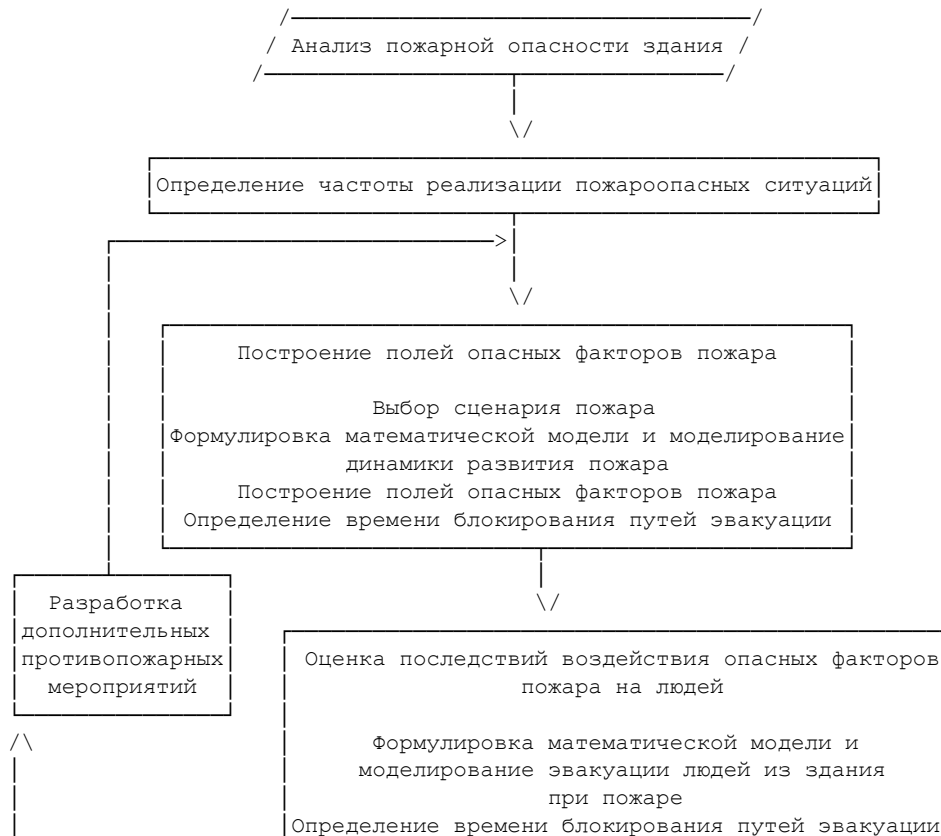 Анализ пожарной опасности здания
Определение частоты реализации пожароопасных ситуаций
Построение полей опасных факторов пожара
Выбор сценария пожара
Формулировка математической модели и моделирование
динамики развития пожара
Построение полей опасных факторов пожара
Определение времени блокирования путей эвакуации
Разработка
дополнительных
противопожарных
мероприятий
Оценка последствий воздействия опасных факторов
пожара на людей
Формулировка математической модели и
моделирование эвакуации людей из здания
при пожаре
Определение времени блокирования путей эвакуации